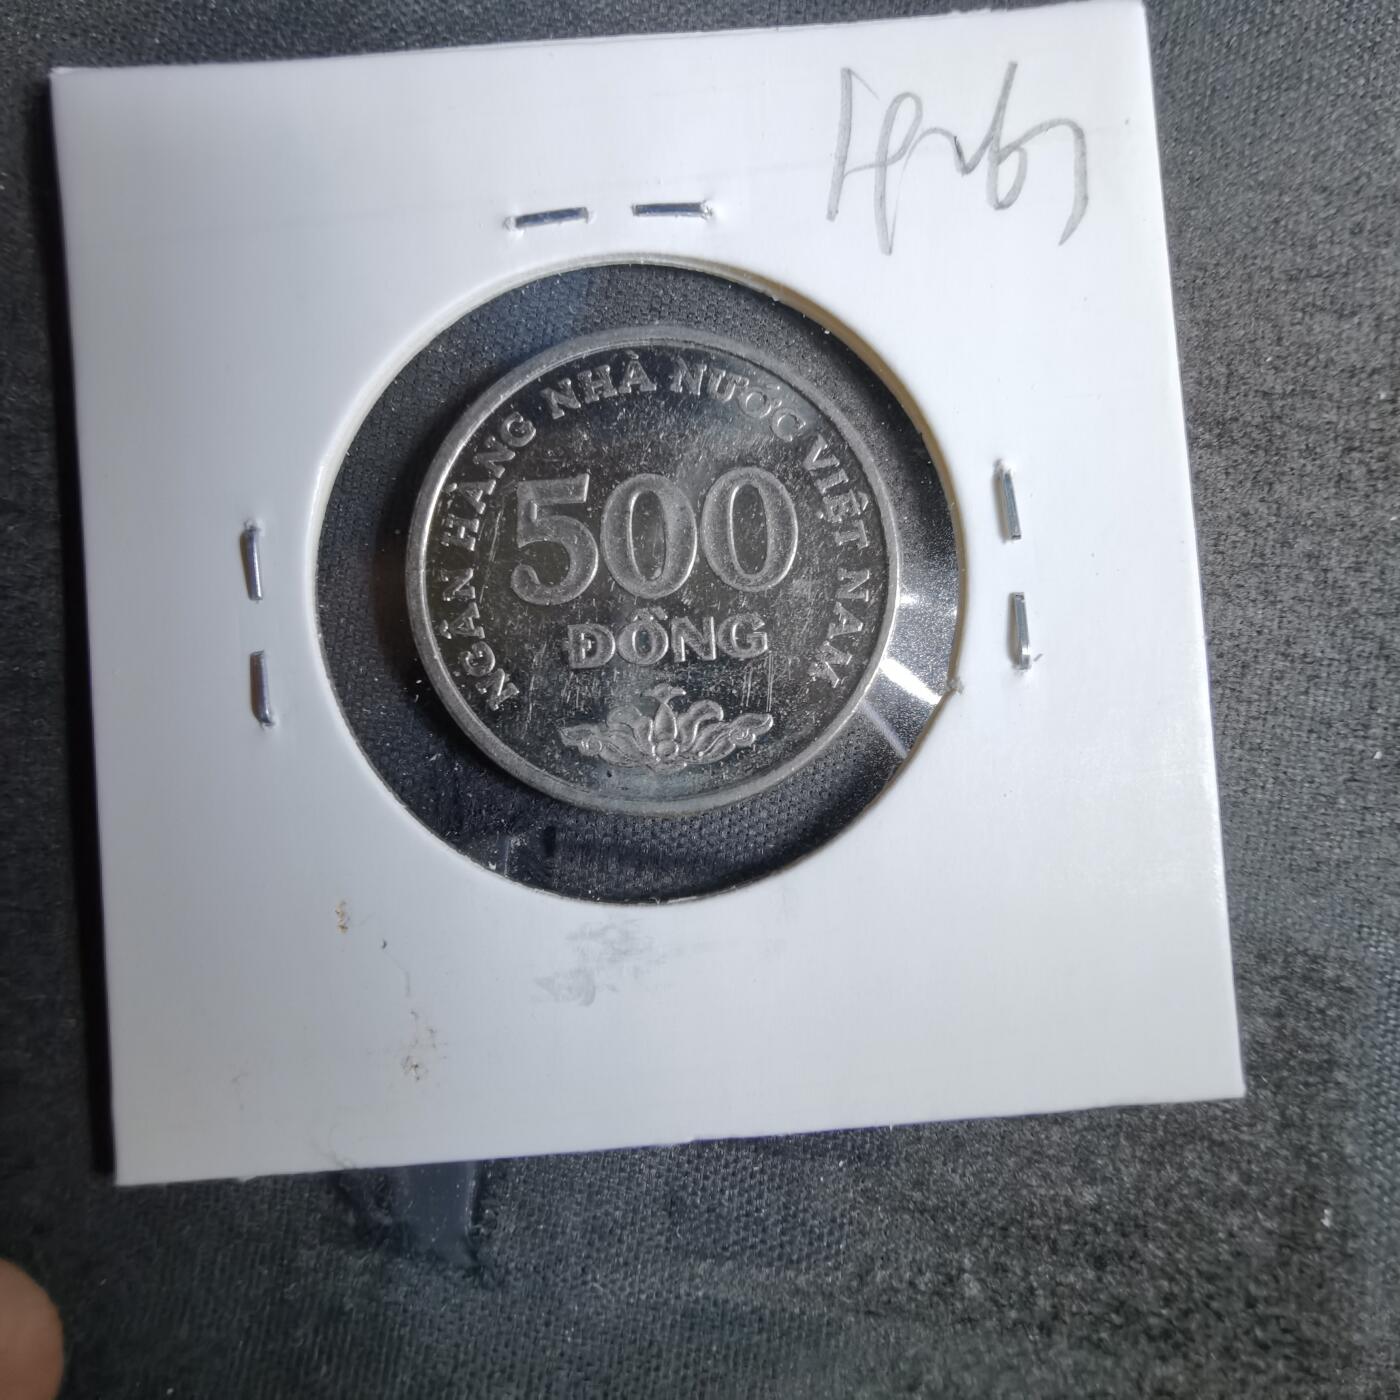 NGÂN HÀNG NHÀ NƯỚC VIỆT NAM
500
ĐỒNG